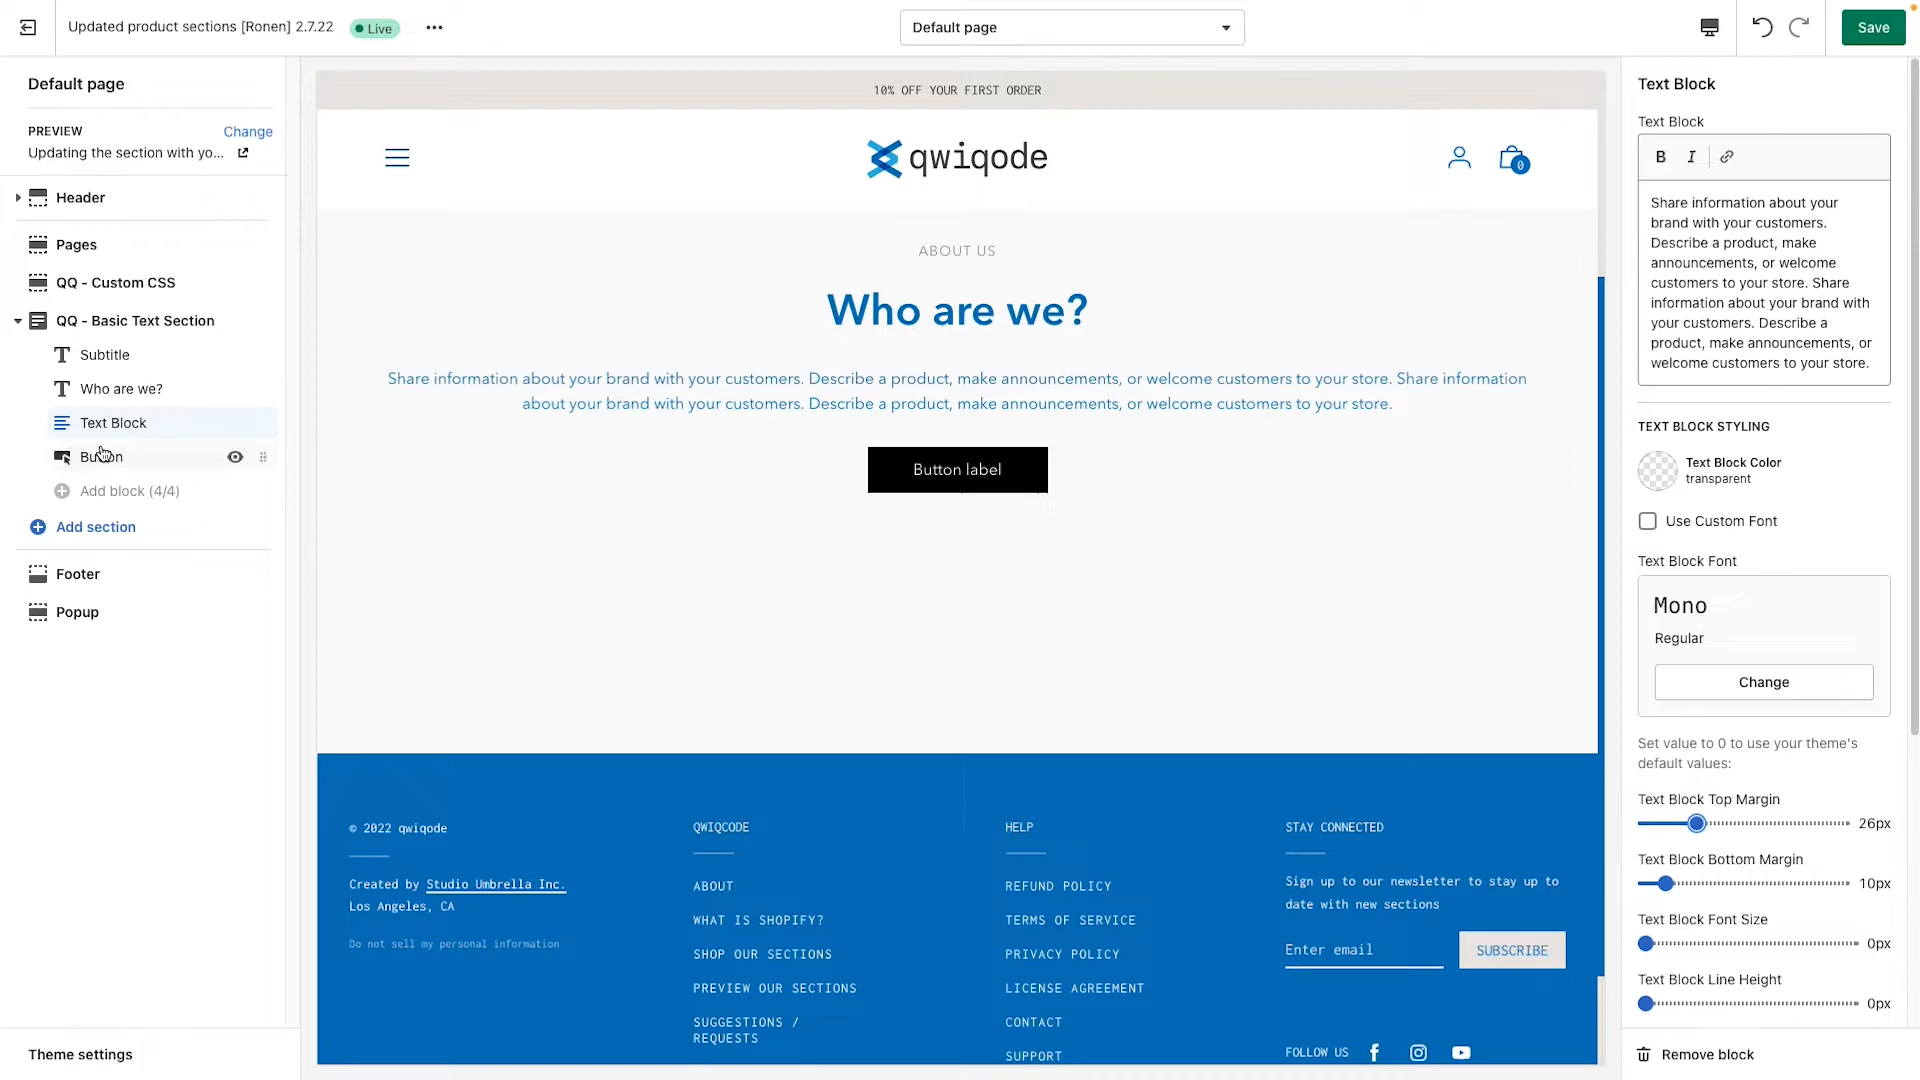 Updated product sections [Ronen] 2.7.22
Live
Default page
Save
Default page
PREVIEW
Change
Updating the section with yo...
Header
Pages
QQ - Custom CSS
QQ - Basic Text Section
Subtitle
Who are we?
Text Block
Button
Add block (4/4)
Add section
Footer
Popup
Theme settings
10% OFF YOUR FIRST ORDER
qwiqode
0
ABOUT US
Who are we?
Share information about your brand with your customers. Describe a product, make announcements, or welcome customers to your store. Share information
about your brand with your customers. Describe a product, make announcements, or welcome customers to your store.
Button label
© 2022 qwiqode
Created by Studio Umbrella Inc.
Los Angeles, CA
Do not sell my personal information
QWIQCODE
ABOUT
WHAT IS SHOPIFY?
SHOP OUR SECTIONS
PREVIEW OUR SECTIONS
SUGGESTIONS /
REQUESTS
HELP
REFUND POLICY
TERMS OF SERVICE
PRIVACY POLICY
LICENSE AGREEMENT
CONTACT
SUPPORT
STAY CONNECTED
Sign up to our newsletter to stay up to
date with new sections
Enter email
SUBSCRIBE
FOLLOW US
Text Block
Text Block
B I
Share information about your
brand with your customers.
Describe a product, make
announcements, or welcome
customers to your store. Share
information about your brand with
your customers. Describe a
product, make announcements, or
welcome customers to your store.
TEXT BLOCK STYLING
Text Block Color
transparent
Use Custom Font
Text Block Font
Mono
Regular
Change
Set value to 0 to use your theme's
default values:
Text Block Top Margin
26px
Text Block Bottom Margin
10px
Text Block Font Size
0px
Text Block Line Height
0px
Remove block